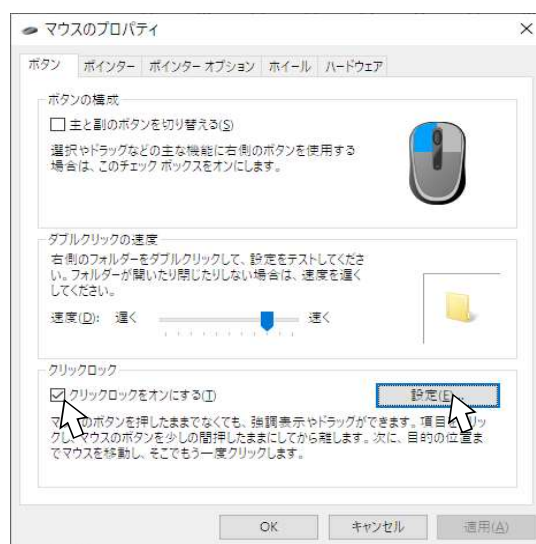 マウスのプロパティ
ボタン ポインター ポインター オプション ホイール ハードウェア
ボタンの構成
主と副のボタンを切り替える(S)
選択やドラッグなどの主な機能に右側のボタンを使用する
場合は、このチェック ボックスをオンにします。
ダブルクリックの速度
右側のフォルダーをダブルクリックして、設定をテストしてくださ
い。フォルダーが開いたり閉じたりしない場合は、速度を遅く
してください。
速度(D): 遅く 速く
クリックロック
クリックロックをオンにする(T)
設定(E)...
のボタンを押したままでなくても、強調表示やドラッグができます。項目を
クし、マウスのボタンを少しの間押したままにしてから離します。次に、目的の位置ま
でマウスを移動し、そこでもう一度クリックします。
OK キャンセル 適用(A)